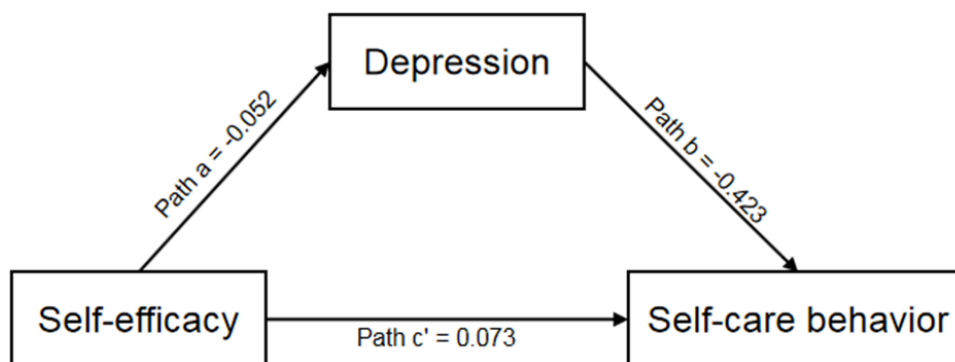 Depression
Path a = -0.052
Path b = -0.423
Self-efficacy
Path c' = 0.073
Self-care behavior